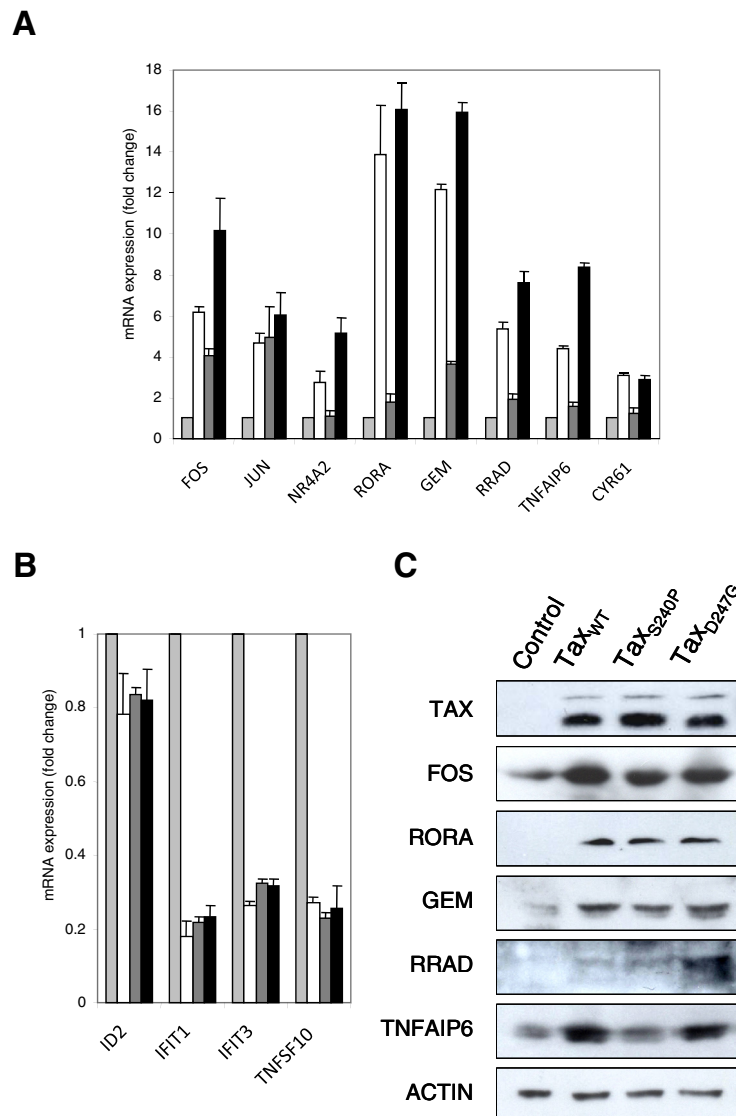 A
mRNA expression (fold change)
18
16
14
12
10
8
6
4
2
0
FOS
JUN
NR4A2
RORA
GEM
RRAD
TNFAIP6
CYR61
B
mRNA expression (fold change)
1
0.8
0.6
0.4
0.2
0
ID2
IFIT1
IFIT3
TNFSF10
C
Control
TaxWT
TaxS240P
TaxD247G
TAX
FOS
RORA
GEM
RRAD
TNFAIP6
ACTIN